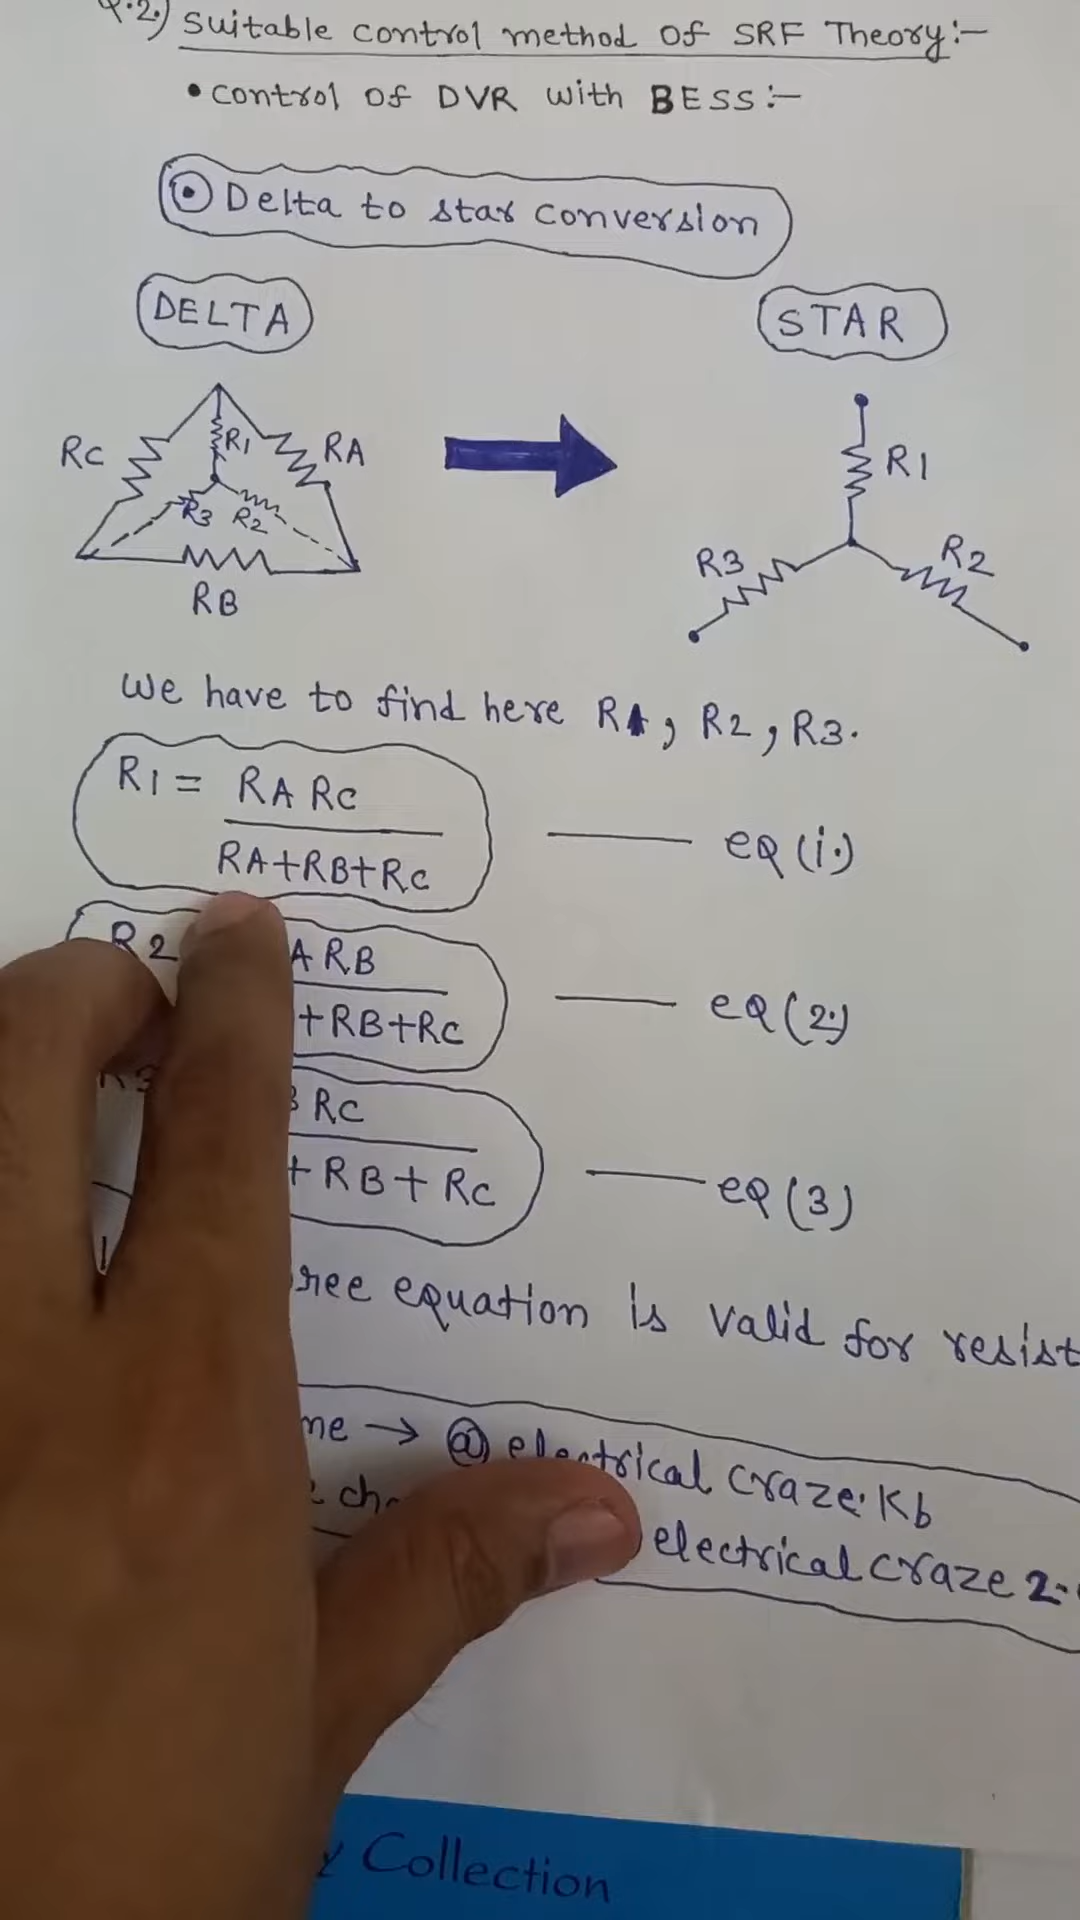 Q.2.) Suitable control method of SRF Theory:-
• control of DVR with BESS:-
Delta to star conversion
DELTA
STAR
RC
R1
RA
R3
R2
RB
R1
R3
R2
We have to find here R1, R2, R3.
R1 = RA RC
RA+RB+RC
eq (i.)
R2
A RB
+RB+RC
eq (2.)
R3
RC
+ RB + RC
eq (3)
ree equation is valid for resist
me → @ electrical craze.kb
electrical craze 2.
Collection